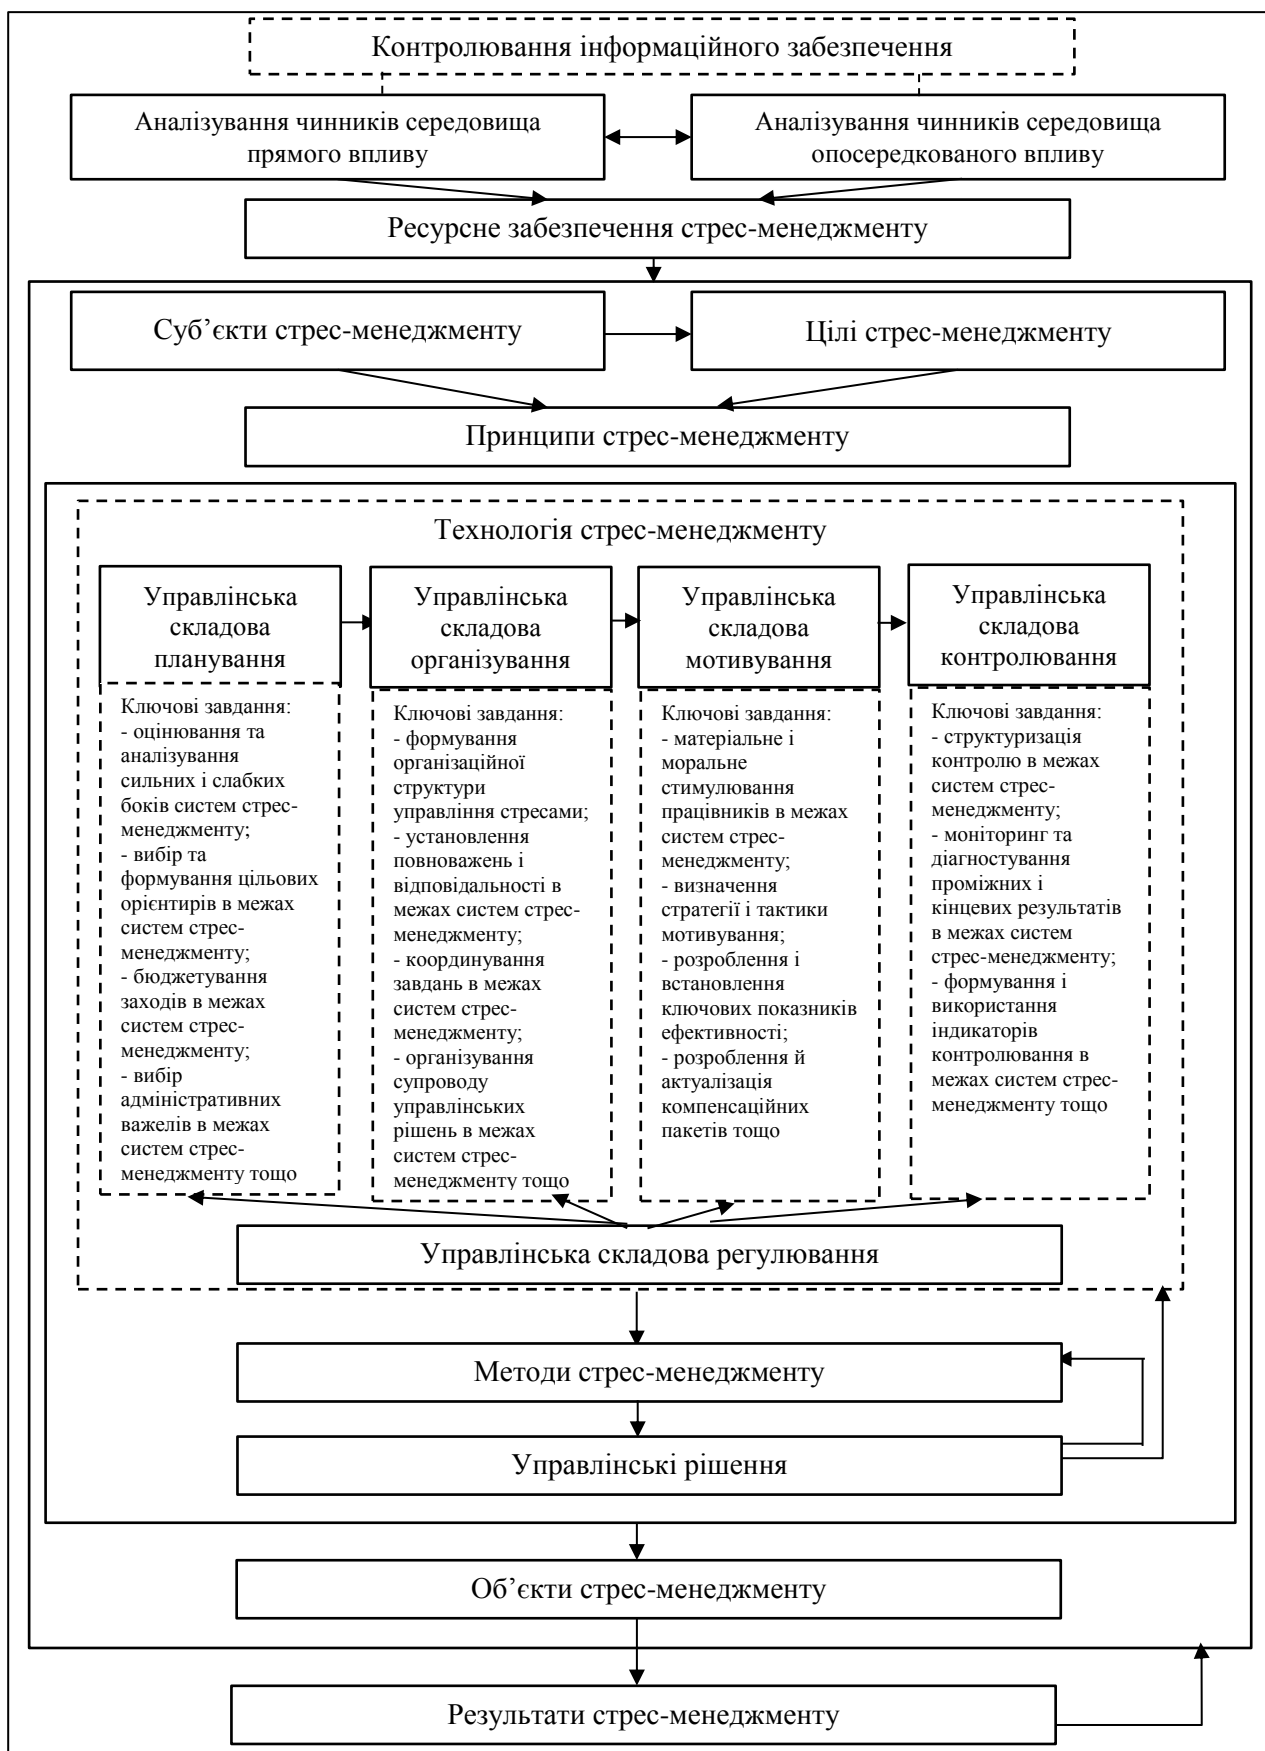 Контролювання інформаційного забезпечення
Аналізування чинників середовища
прямого впливу
Аналізування чинників середовища
опосередкованого впливу
Ресурсне забезпечення стрес-менеджменту
Суб’єкти стрес-менеджменту
Цілі стрес-менеджменту
Принципи стрес-менеджменту
Технологія стрес-менеджменту
Управлінська
складова
планування
Управлінська
складова
організування
Управлінська
складова
мотивування
Управлінська
складова
контролювання
Ключові завдання:
- оцінювання та
аналізування
сильних і слабких
боків систем стрес-
менеджменту;
- вибір та
формування цільових
орієнтирів в межах
систем стрес-
менеджменту;
- бюджетування
заходів в межах
систем стрес-
менеджменту;
- вибір
адміністративних
важелів в межах
систем стрес-
менеджменту тощо
Ключові завдання:
- формування
організаційної
структури
управління стресами;
- установлення
повноважень і
відповідальності в
межах систем стрес-
менеджменту;
- координування
завдань в межах
систем стрес-
менеджменту;
- організування
супроводу
управлінських
рішень в межах
систем стрес-
менеджменту тощо
Ключові завдання:
- матеріальне і
моральне
стимулювання
працівників в межах
систем стрес-
менеджменту;
- визначення
стратегії і тактики
мотивування;
- розроблення і
встановлення
ключових показників
ефективності;
- розроблення й
актуалізація
компенсаційних
пакетів тощо
Ключові завдання:
- структуризація
контролю в межах
систем стрес-
менеджменту;
- моніторинг та
діагностування
проміжних і
кінцевих результатів
в межах систем
стрес-менеджменту;
- формування і
використання
індикаторів
контролювання в
межах систем стрес-
менеджменту тощо
Управлінська складова регулювання
Методи стрес-менеджменту
Управлінські рішення
Об’єкти стрес-менеджменту
Результати стрес-менеджменту